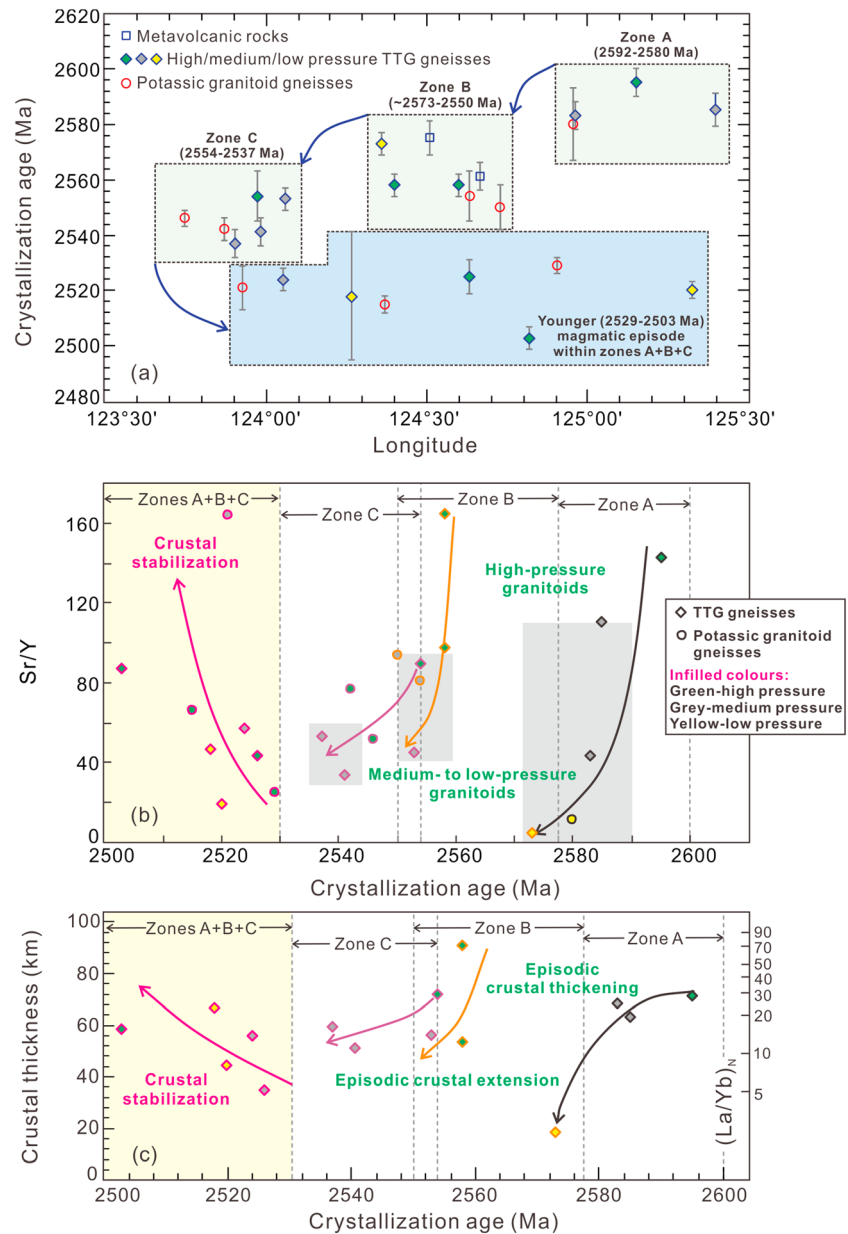 2620
2600
2580
2560
2540
2520
2500
2480
Crystallization age (Ma)
Metavolcanic rocks
High/medium/low pressure TTG gneisses
Potassic granitoid gneisses
Zone A
(2592-2580 Ma)
Zone B
(~2573-2550 Ma)
Zone C
(2554-2537 Ma)
Younger (2529-2503 Ma)
magmatic episode
within zones A+B+C
(a)
123°30' 124°0' 124°30' 125°0' 125°30'
Longitude
Zones A+B+C
Zone C
Zone B
Zone A
160
120
80
40
0
Sr/Y
Crustal
stabilization
High-pressure
granitoids
Medium- to low-pressure
granitoids
TTG gneisses
Potassic granitoid
gneisses
Infilled colours:
Green-high pressure
Grey-medium pressure
Yellow-low pressure
(b)
2500 2520 2540 2560 2580 2600
Crystallization age (Ma)
100
80
60
40
20
0
Crustal thickness (km)
Zones A+B+C
Zone C
Zone B
Zone A
Episodic
crustal thickening
Crustal
stabilization
Episodic crustal extension
90
70
50
40
30
20
10
5
(La/Yb)N
(c)
2500 2520 2540 2560 2580 2600
Crystallization age (Ma)